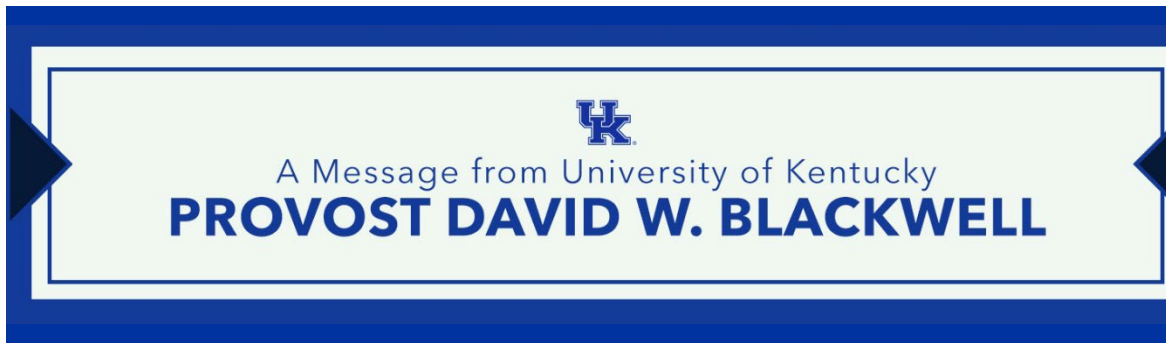 UK
A Message from University of Kentucky
PROVOST DAVID W. BLACKWELL